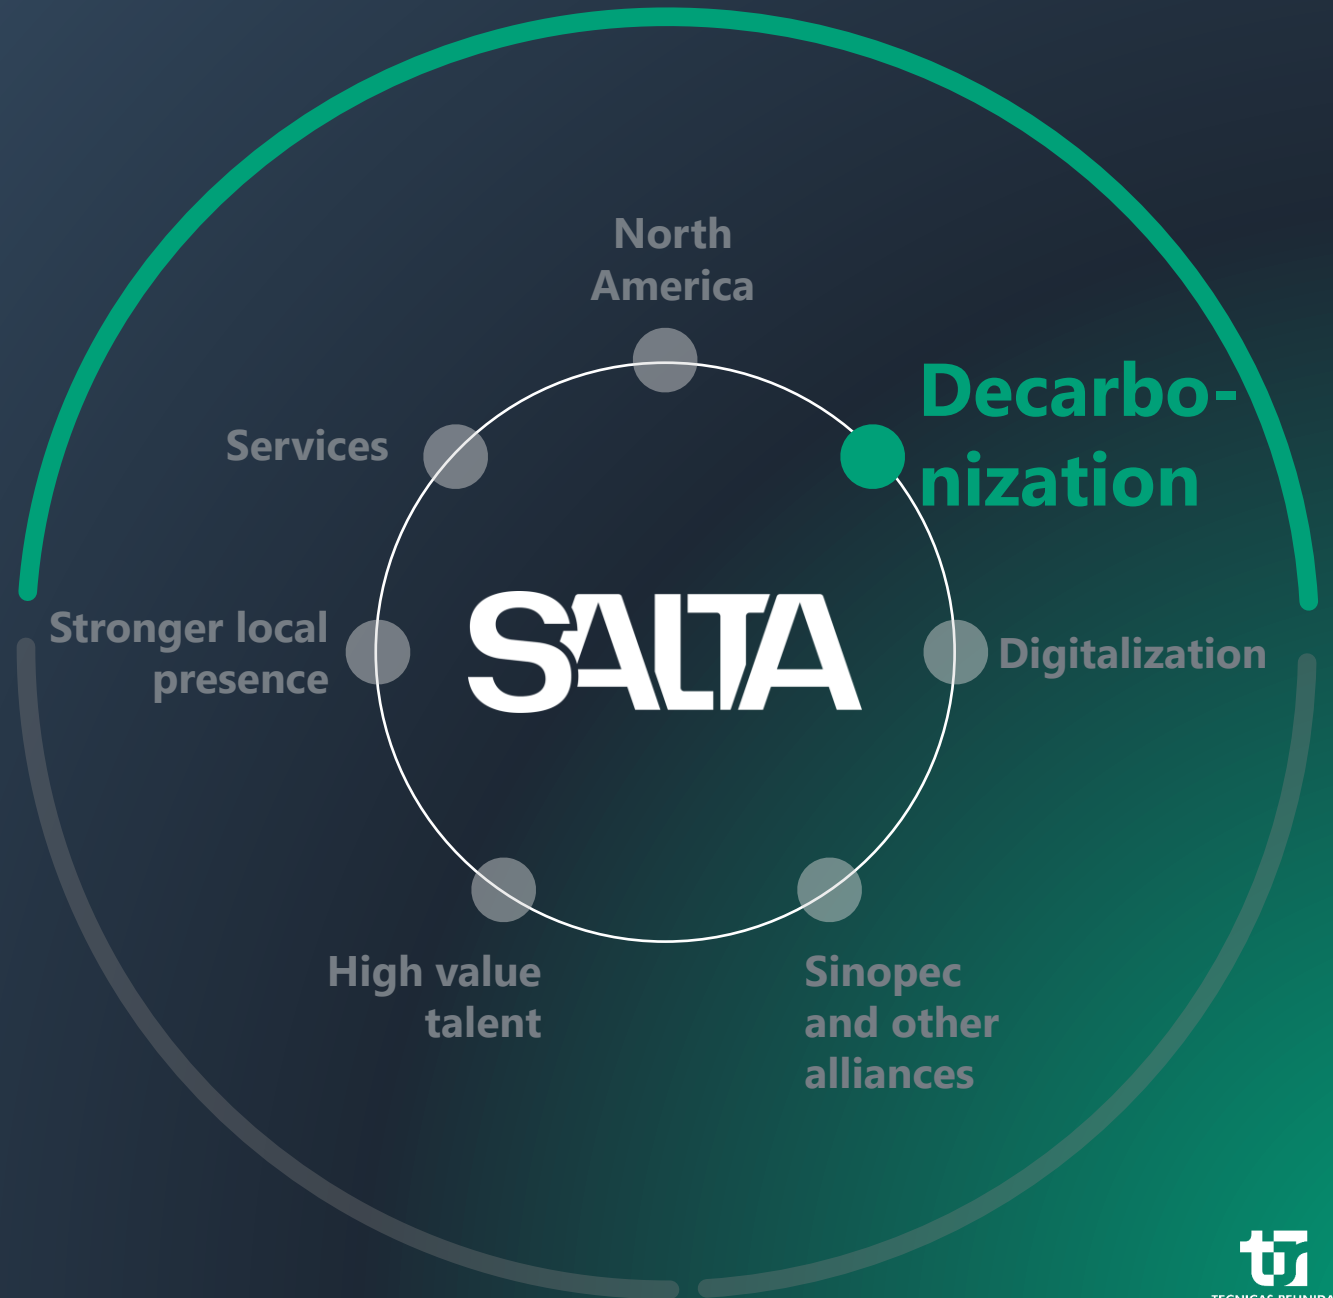 North
America
Decarbo-
nization
Services
Stronger local
presence
SALTA
Digitalization
High value
talent
Sinopec
and other
alliances
tr